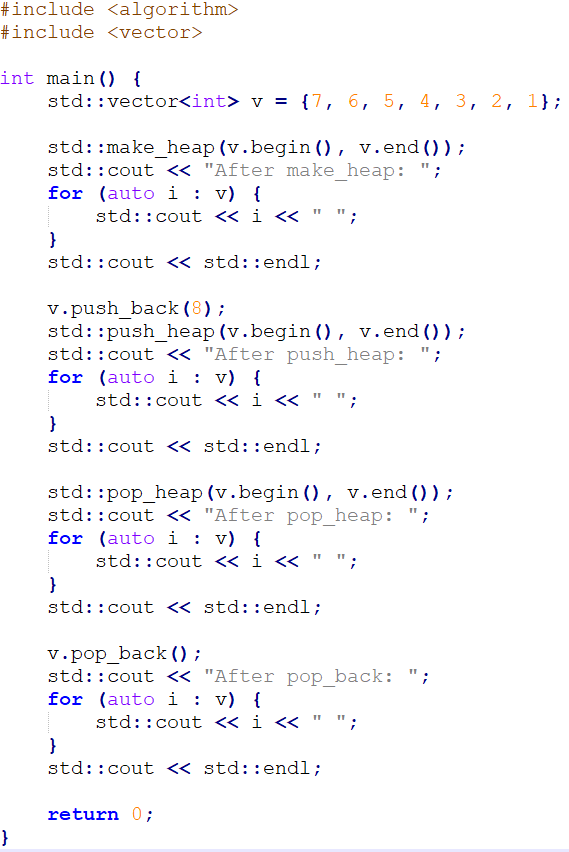 #include <algorithm>
#include <vector>

int main() {
    std::vector<int> v = {7, 6, 5, 4, 3, 2, 1};

    std::make_heap(v.begin(), v.end());
    std::cout << "After make_heap: ";
    for (auto i : v) {
        std::cout << i << " ";
    }
    std::cout << std::endl;

    v.push_back(8);
    std::push_heap(v.begin(), v.end());
    std::cout << "After push_heap: ";
    for (auto i : v) {
        std::cout << i << " ";
    }
    std::cout << std::endl;

    std::pop_heap(v.begin(), v.end());
    std::cout << "After pop_heap: ";
    for (auto i : v) {
        std::cout << i << " ";
    }
    std::cout << std::endl;

    v.pop_back();
    std::cout << "After pop_back: ";
    for (auto i : v) {
        std::cout << i << " ";
    }
    std::cout << std::endl;

    return 0;
}